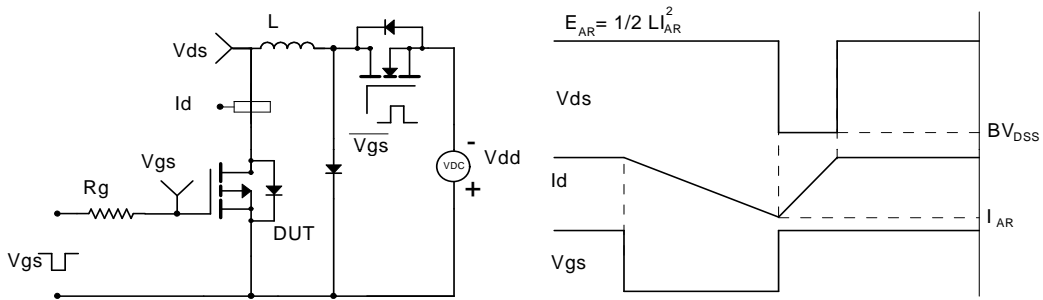 L
E_AR= 1/2 LI_AR^2
Vds
Id
Vgs
Vgs
Rg
DUT
Vgs
VDC
-
+
Vdd
Vds
BV_DSS
Id
I_AR
Vgs